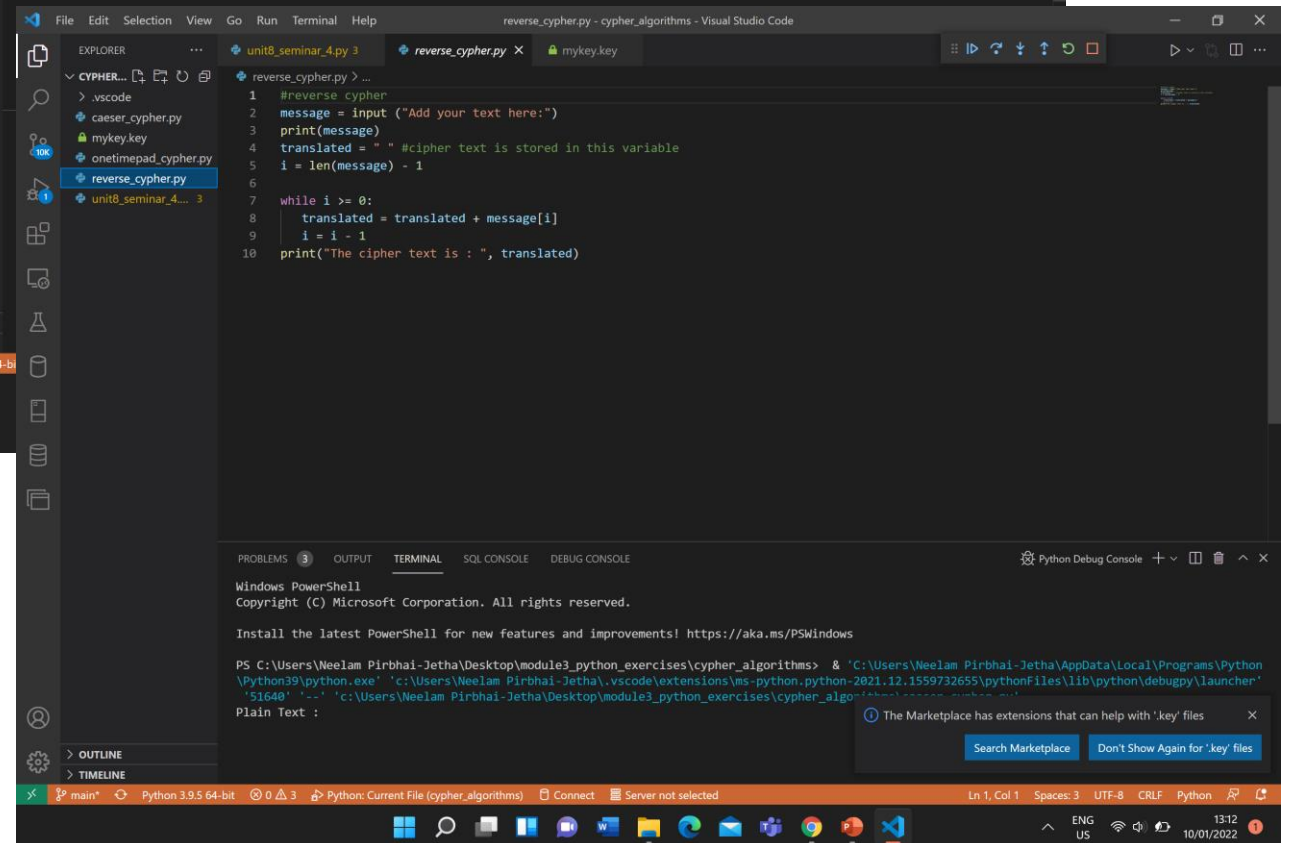 File Edit Selection View Go Run Terminal Help reverse_cypher.py - cypher_algorithms - Visual Studio Code
EXPLORER
CYPHER...
> .vscode
caeser_cypher.py
mykey.key
onetimepad_cypher.py
reverse_cypher.py
unit8_seminar_4.... 3
10K
1
unit8_seminar_4.py 3 reverse_cypher.py mykey.key
reverse_cypher.py > ...
1 #reverse cypher
2 message = input ("Add your text here:")
3 print(message)
4 translated = " " #cipher text is stored in this variable
5 i = len(message) - 1
6
7 while i >= 0:
8 translated = translated + message[i]
9 i = i - 1
10 print("The cipher text is : ", translated)
PROBLEMS 3 OUTPUT TERMINAL SQL CONSOLE DEBUG CONSOLE Python Debug Console
Windows PowerShell
Copyright (C) Microsoft Corporation. All rights reserved.
Install the latest PowerShell for new features and improvements! https://aka.ms/PSWindows
PS C:\Users\Neelam Pirbhai-Jetha\Desktop\module3_python_exercises\cypher_algorithms> & 'C:\Users\Neelam Pirbhai-Jetha\AppData\Local\Programs\Python
\Python39\python.exe' 'c:\Users\Neelam Pirbhai-Jetha\.vscode\extensions\ms-python.python-2021.12.1559732655\pythonFiles\lib\python\debugpy\launcher'
'51640' '--' 'c:\Users\Neelam Pirbhai-Jetha\Desktop\module3_python_exercises\cypher_algo
Plain Text :
The Marketplace has extensions that can help with '.key' files
Search Marketplace Don't Show Again for '.key' files
> OUTLINE
> TIMELINE
4-bi
main* Python 3.9.5 64-bit 0 3 Python: Current File (cypher_algorithms) Connect Server not selected Ln 1, Col 1 Spaces: 3 UTF-8 CRLF Python
ENG
US
13:12
10/01/2022
1